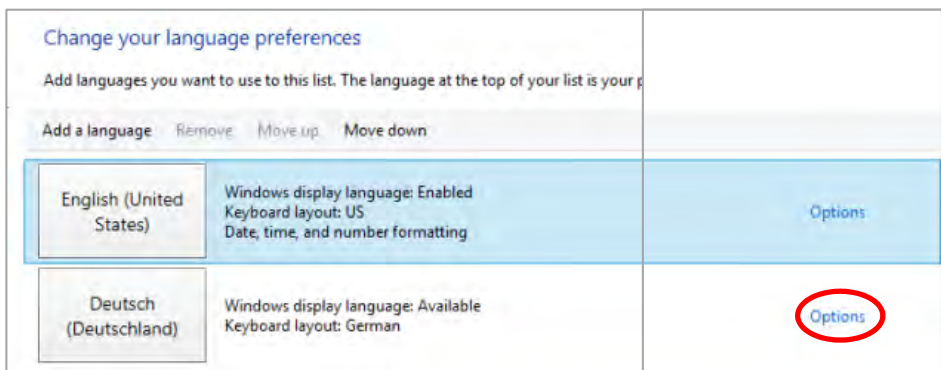 Change your language preferences
Add languages you want to use to this list. The language at the top of your list is your
Add a language Remove Move up Move down
English (United
States)
Windows display language: Enabled
Keyboard layout: US
Date, time, and number formatting
Options
Deutsch
(Deutschland)
Windows display language: Available
Keyboard layout: German
Options